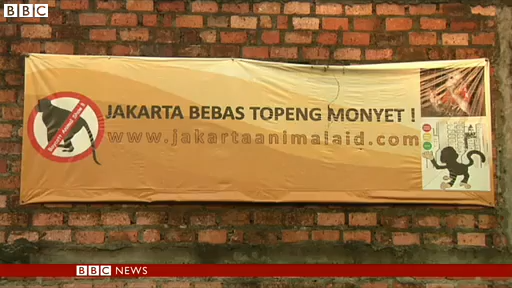 BBC
JAKARTA BEBAS TOPENG MONYET !
www.jakartaanimalaid.com
BBC NEWS